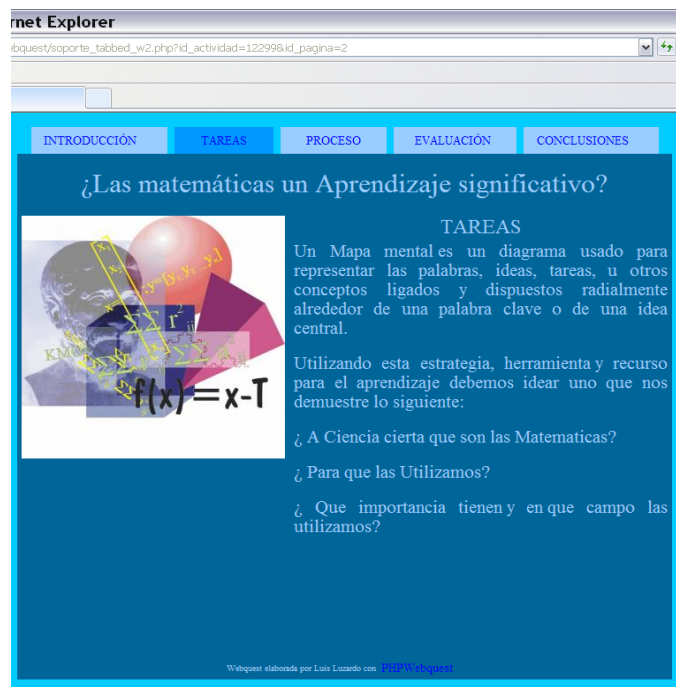 rnet Explorer
ebquest/soporte_tabbed_w2.php?id_actividad=12299&id_pagina=2
INTRODUCCIÓN TAREAS PROCESO EVALUACIÓN CONCLUSIONES
¿Las matemáticas un Aprendizaje significativo?
TAREAS
Un Mapa mental es un diagrama usado para
representar las palabras, ideas, tareas, u otros
conceptos ligados y dispuestos radialmente
alrededor de una palabra clave o de una idea
central.
Utilizando esta estrategia, herramienta y recurso
para el aprendizaje debemos idear uno que nos
demuestre lo siguiente:
¿ A Ciencia cierta que son las Matematicas?
¿ Para que las Utilizamos?
¿ Que importancia tienen y en que campo las
utilizamos?
f(x)=x-T
Webquest elaborada por Luis Luzardo con PHPWebquest